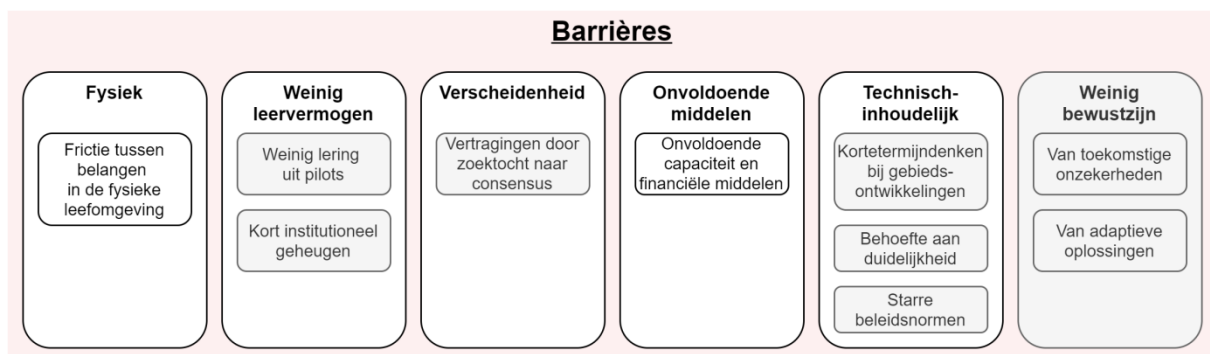 Barrières
Fysiek
Frictie tussen
belangen
in de fysieke
leefomgeving
Weinig
leervermogen
Weinig lering
uit pilots
Kort institutioneel
geheugen
Verscheidenheid
Vertragingen door
zoektocht naar
consensus
Onvoldoende
middelen
Onvoldoende
capaciteit en
financiële middelen
Technisch-
inhoudelijk
Kortetermijndenken
bij gebieds-
ontwikkelingen
Behoefte aan
duidelijkheid
Starre
beleidsnormen
Weinig
bewustzijn
Van toekomstige
onzekerheden
Van adaptieve
oplossingen